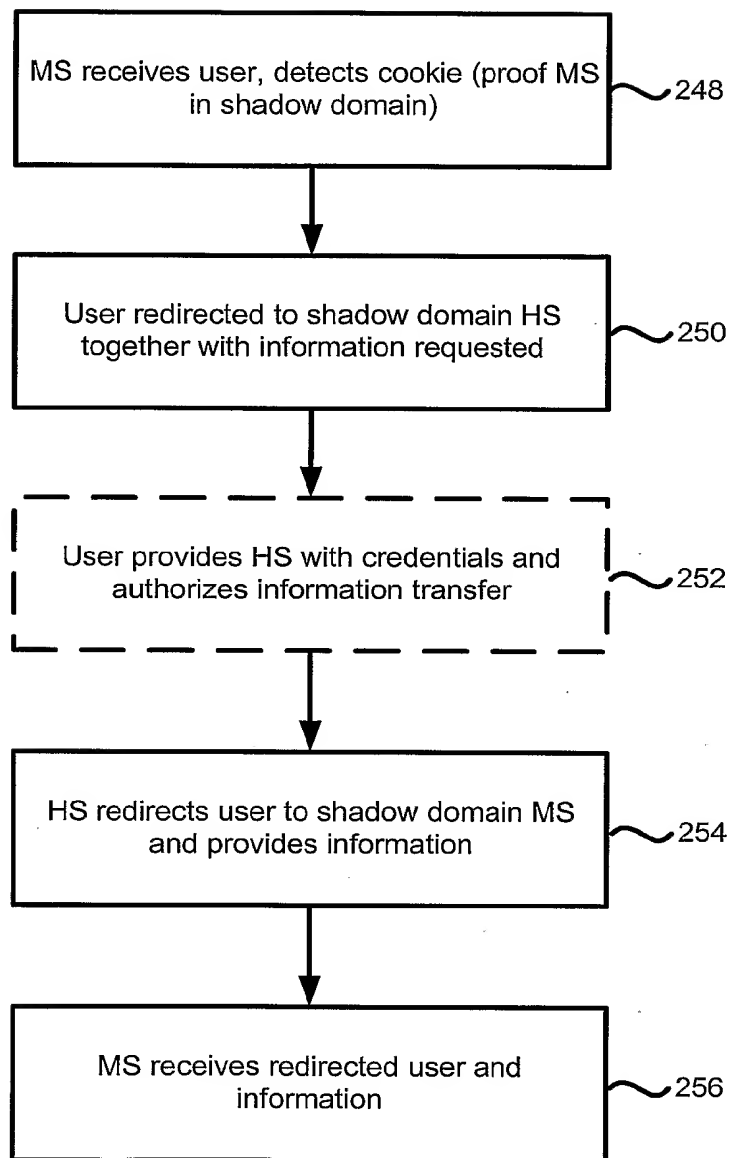 MS receives user, detects cookie (proof MS
in shadow domain)
248
User redirected to shadow domain HS
together with information requested
250
User provides HS with credentials and
authorizes information transfer
252
HS redirects user to shadow domain MS
and provides information
254
MS receives redirected user and
information
256